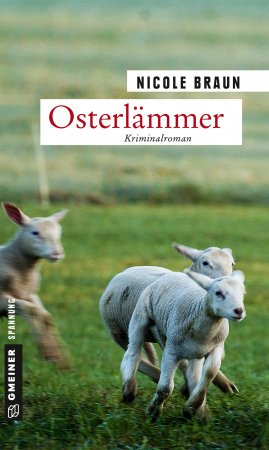 NICOLE BRAUN
Osterlämmer
Kriminalroman
GMEINER SPANNUNG